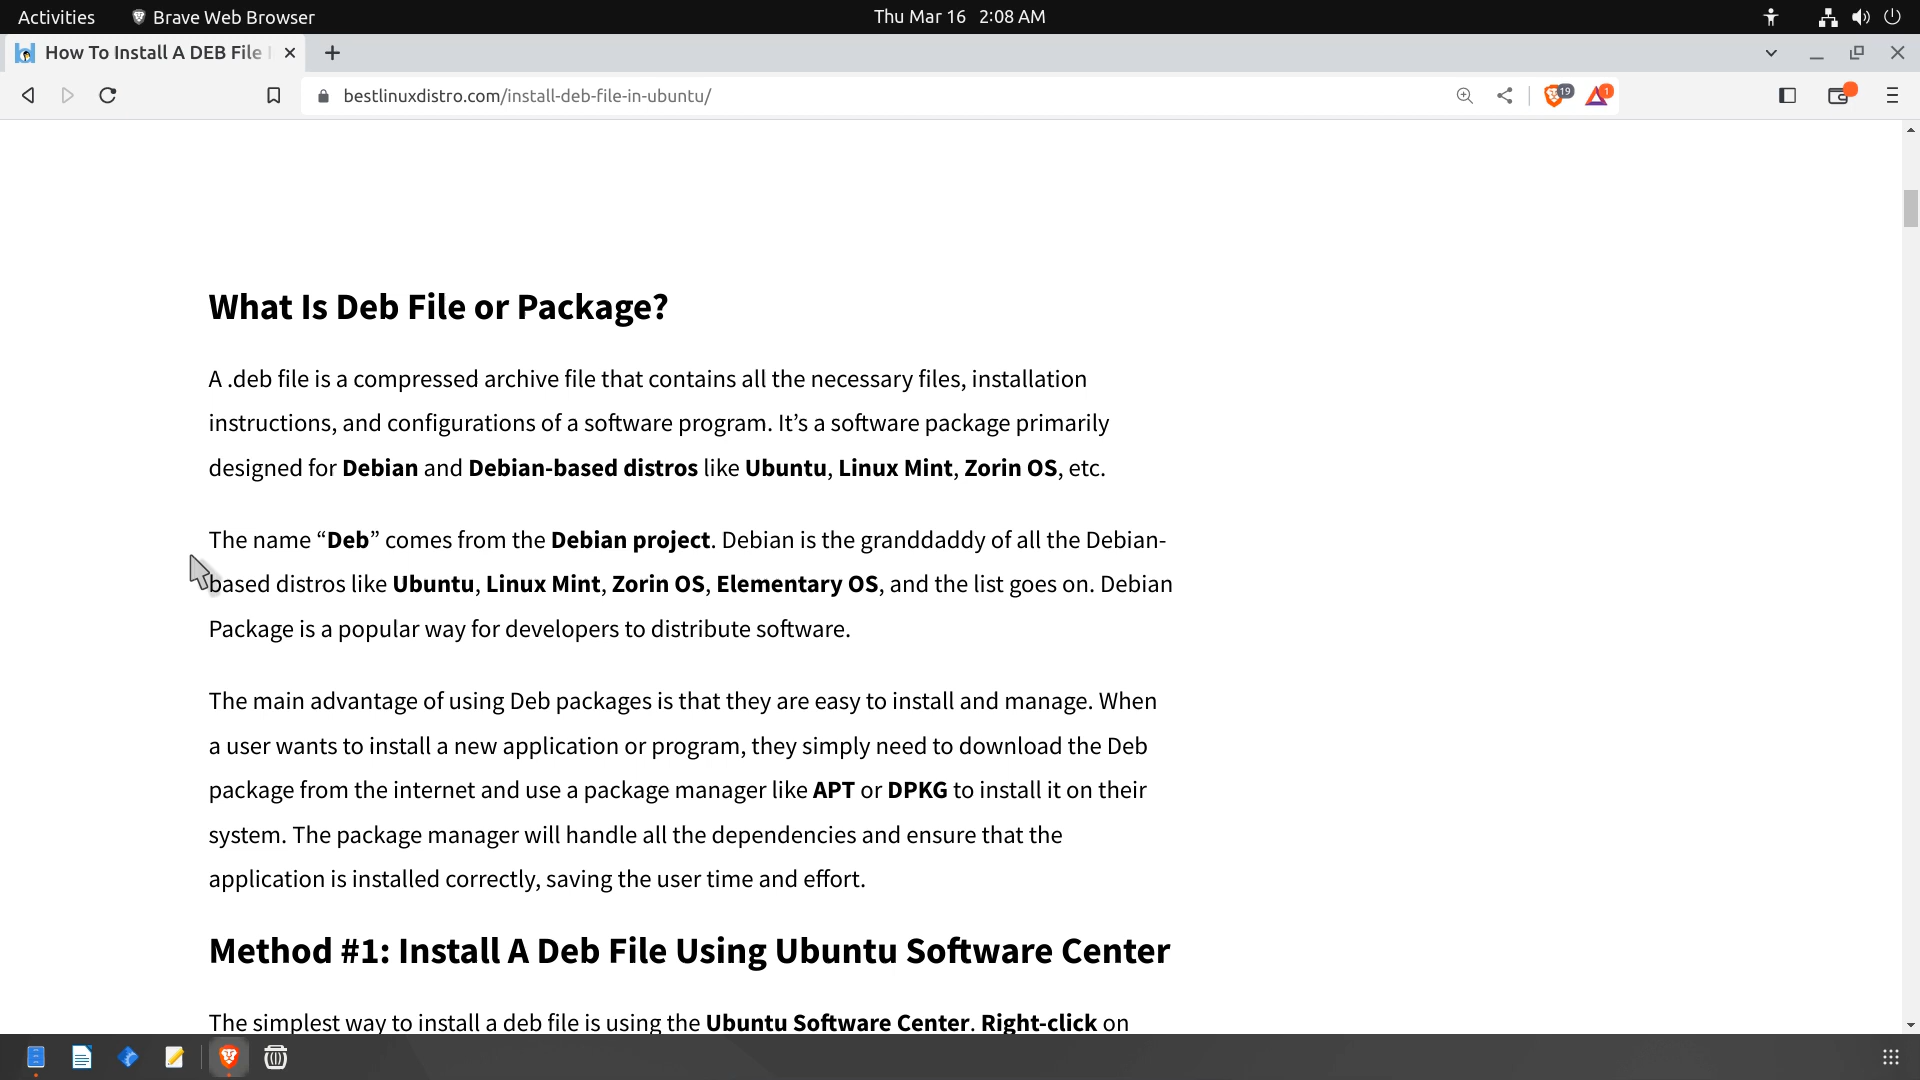 Activities Brave Web Browser Thu Mar 16 2:08 AM
How To Install A DEB File
bestlinuxdistro.com/install-deb-file-in-ubuntu/ 19 1
What Is Deb File or Package?
A .deb file is a compressed archive file that contains all the necessary files, installation
instructions, and configurations of a software program. It’s a software package primarily
designed for Debian and Debian-based distros like Ubuntu, Linux Mint, Zorin OS, etc.
The name “Deb” comes from the Debian project. Debian is the granddaddy of all the Debian-
based distros like Ubuntu, Linux Mint, Zorin OS, Elementary OS, and the list goes on. Debian
Package is a popular way for developers to distribute software.
The main advantage of using Deb packages is that they are easy to install and manage. When
a user wants to install a new application or program, they simply need to download the Deb
package from the internet and use a package manager like APT or DPKG to install it on their
system. The package manager will handle all the dependencies and ensure that the
application is installed correctly, saving the user time and effort.
Method #1: Install A Deb File Using Ubuntu Software Center
The simplest way to install a deb file is using the Ubuntu Software Center. Right-click on